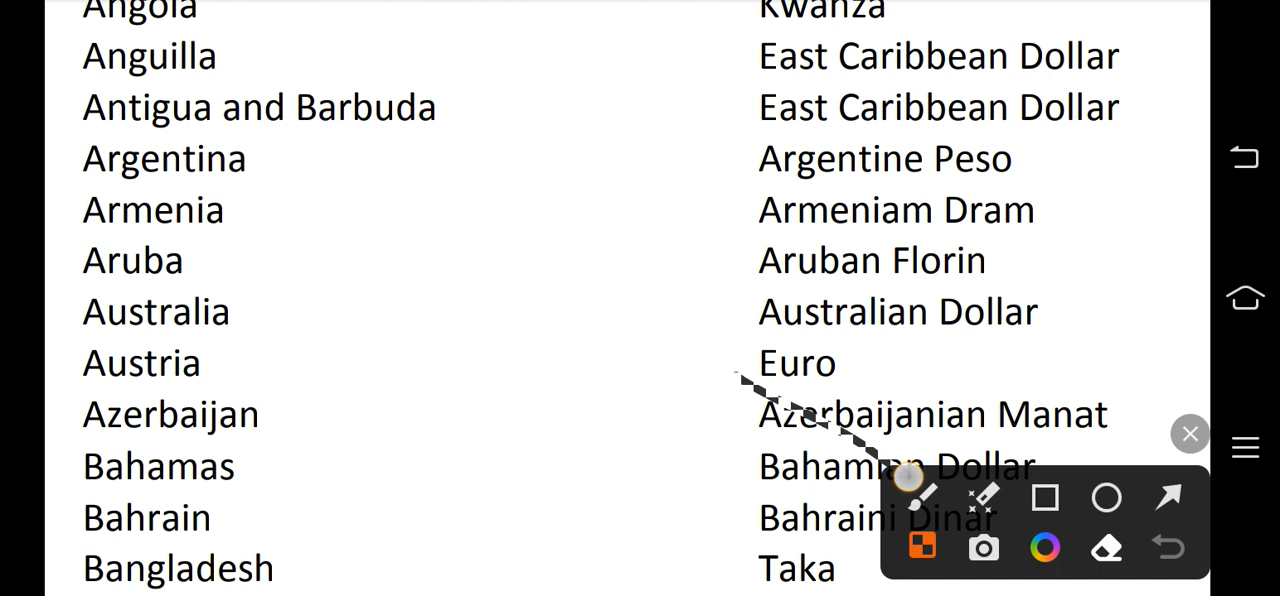 Angola Kwanza
Anguilla East Caribbean Dollar
Antigua and Barbuda East Caribbean Dollar
Argentina Argentine Peso
Armenia Armeniam Dram
Aruba Aruban Florin
Australia Australian Dollar
Austria Euro
Azerbaijan Azerbaijanian Manat
Bahamas Bahamian Dollar
Bahrain Bahraini Dinar
Bangladesh Taka